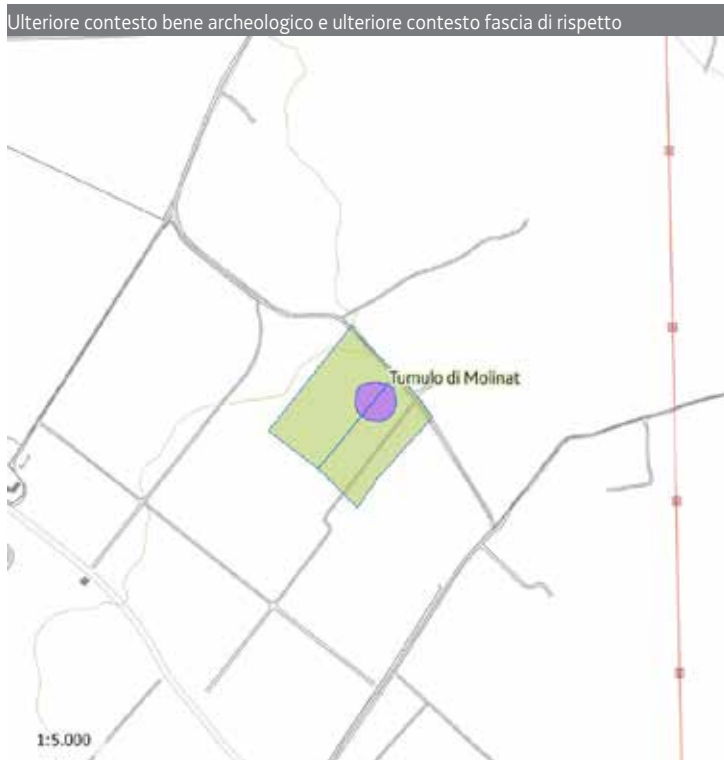 Ulteriore contesto bene archeologico e ulteriore contesto fascia di rispetto
Tumulo di Molinat
1:5.000